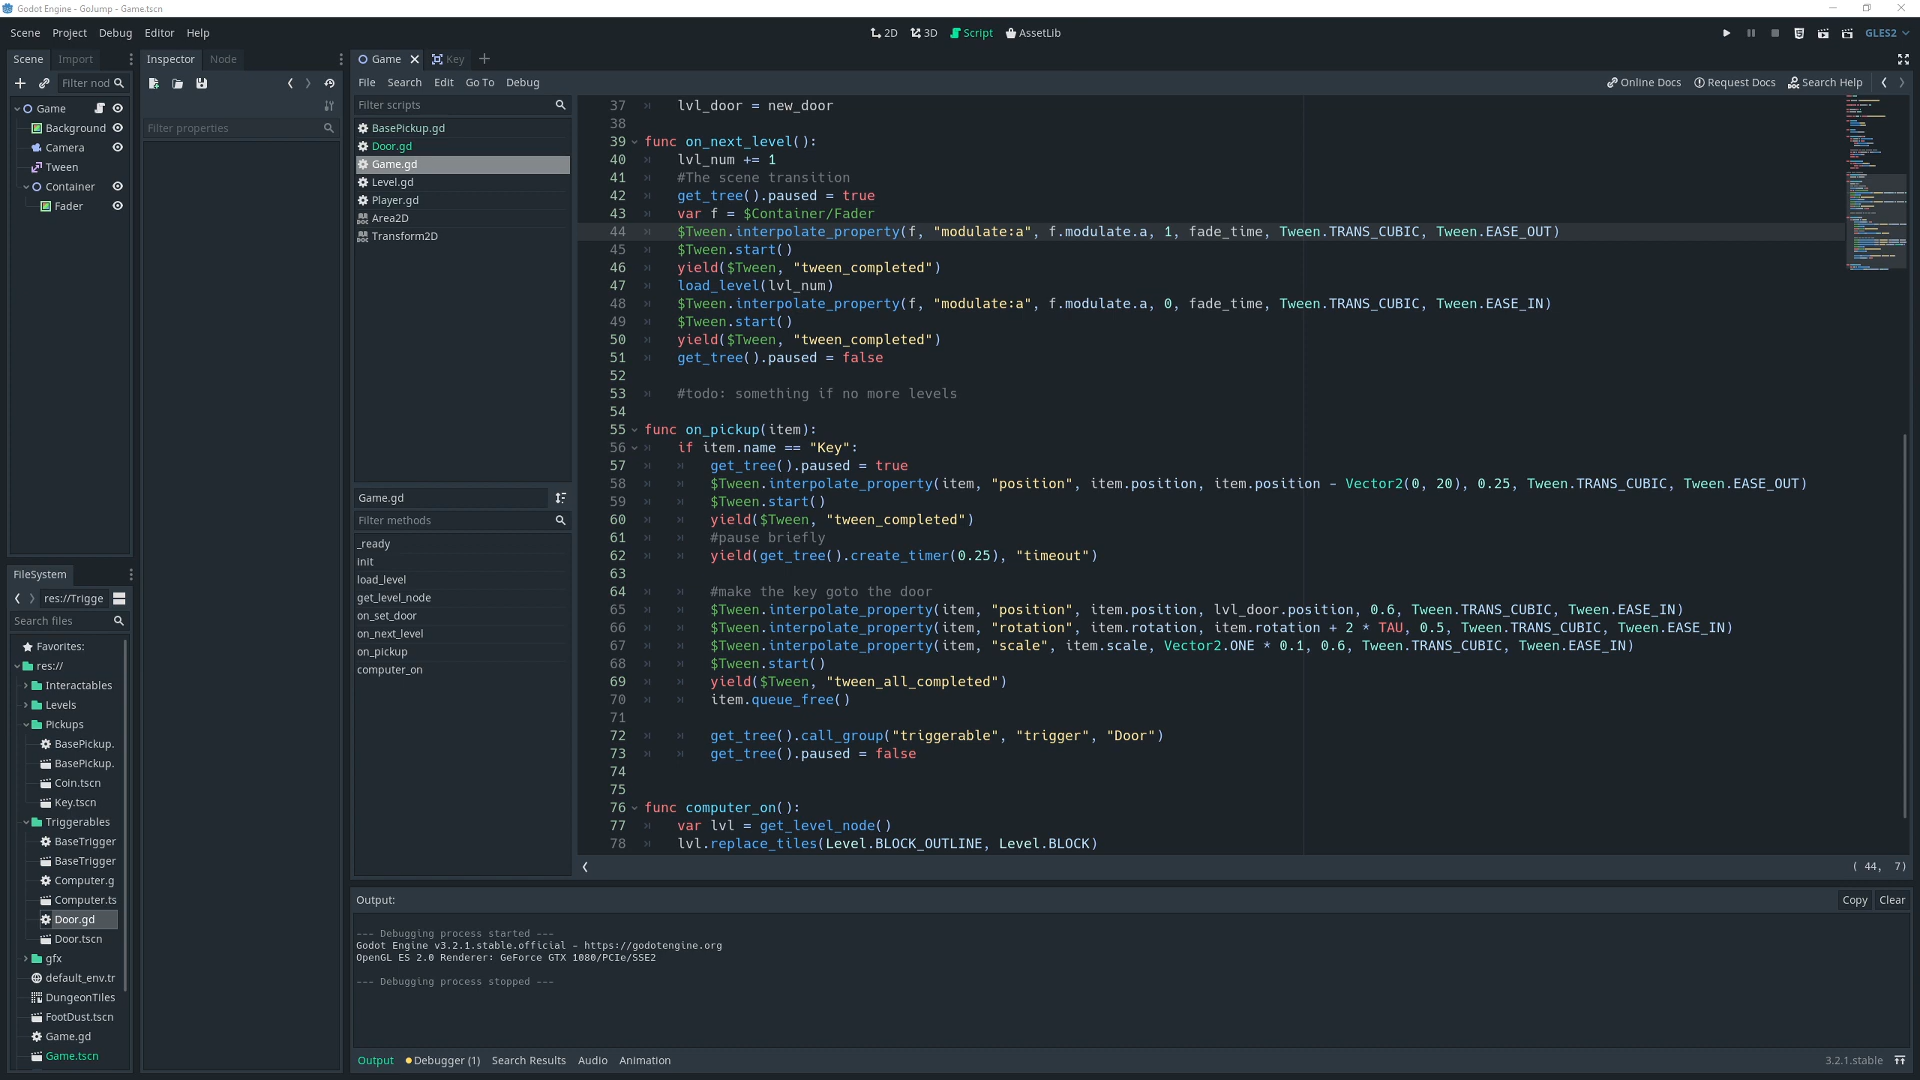 Godot Engine - GoJump - Game.tscn
Scene Project Debug Editor Help
2D 3D Script AssetLib
GLES2
Scene Import
Filter nod
Game
Background
Camera
Tween
Container
Fader
Inspector Node
Filter properties
FileSystem
res://Trigge
Search files
Favorites:
res://
Interactables
Levels
Pickups
BasePickup.
BasePickup.
Coin.tscn
Key.tscn
Triggerables
BaseTrigger
BaseTrigger
Computer.g
Computer.ts
Door.gd
Door.tscn
gfx
default_env.tr
DungeonTiles
FootDust.tscn
Game.gd
Game.tscn
Game Key
File Search Edit Go To Debug
Online Docs Request Docs Search Help
Filter scripts
BasePickup.gd
Door.gd
Game.gd
Level.gd
Player.gd
Area2D
Transform2D
Game.gd
Filter methods
_ready
init
load_level
get_level_node
on_set_door
on_next_level
on_pickup
computer_on
37 lvl_door = new_door
38
39 func on_next_level():
40 lvl_num += 1
41 #The scene transition
42 get_tree().paused = true
43 var f = $Container/Fader
44 $Tween.interpolate_property(f, "modulate:a", f.modulate.a, 1, fade_time, Tween.TRANS_CUBIC, Tween.EASE_OUT)
45 $Tween.start()
46 yield($Tween, "tween_completed")
47 load_level(lvl_num)
48 $Tween.interpolate_property(f, "modulate:a", f.modulate.a, 0, fade_time, Tween.TRANS_CUBIC, Tween.EASE_IN)
49 $Tween.start()
50 yield($Tween, "tween_completed")
51 get_tree().paused = false
52
53 #todo: something if no more levels
54
55 func on_pickup(item):
56 if item.name == "Key":
57 get_tree().paused = true
58 $Tween.interpolate_property(item, "position", item.position, item.position - Vector2(0, 20), 0.25, Tween.TRANS_CUBIC, Tween.EASE_OUT)
59 $Tween.start()
60 yield($Tween, "tween_completed")
61 #pause briefly
62 yield(get_tree().create_timer(0.25), "timeout")
63
64 #make the key goto the door
65 $Tween.interpolate_property(item, "position", item.position, lvl_door.position, 0.6, Tween.TRANS_CUBIC, Tween.EASE_IN)
66 $Tween.interpolate_property(item, "rotation", item.rotation, item.rotation + 2 * TAU, 0.5, Tween.TRANS_CUBIC, Tween.EASE_IN)
67 $Tween.interpolate_property(item, "scale", item.scale, Vector2.ONE * 0.1, 0.6, Tween.TRANS_CUBIC, Tween.EASE_IN)
68 $Tween.start()
69 yield($Tween, "tween_all_completed")
70 item.queue_free()
71
72 get_tree().call_group("triggerable", "trigger", "Door")
73 get_tree().paused = false
74
75
76 func computer_on():
77 var lvl = get_level_node()
78 lvl.replace_tiles(Level.BLOCK_OUTLINE, Level.BLOCK)
( 44, 7)
Output:
Copy Clear
--- Debugging process started ---
Godot Engine v3.2.1.stable.official - https://godotengine.org
OpenGL ES 2.0 Renderer: GeForce GTX 1080/PCIe/SSE2
--- Debugging process stopped ---
Output Debugger (1) Search Results Audio Animation
3.2.1.stable